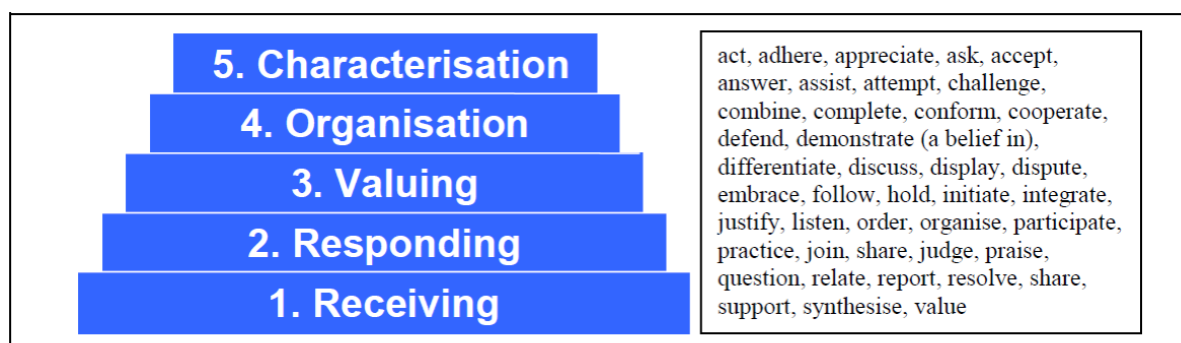 5. Characterisation
4. Organisation
3. Valuing
2. Responding
1. Receiving
act, adhere, appreciate, ask, accept,
answer, assist, attempt, challenge,
combine, complete, conform, cooperate,
defend, demonstrate (a belief in),
differentiate, discuss, display, dispute,
embrace, follow, hold, initiate, integrate,
justify, listen, order, organise, participate,
practice, join, share, judge, praise,
question, relate, report, resolve, share,
support, synthesise, value